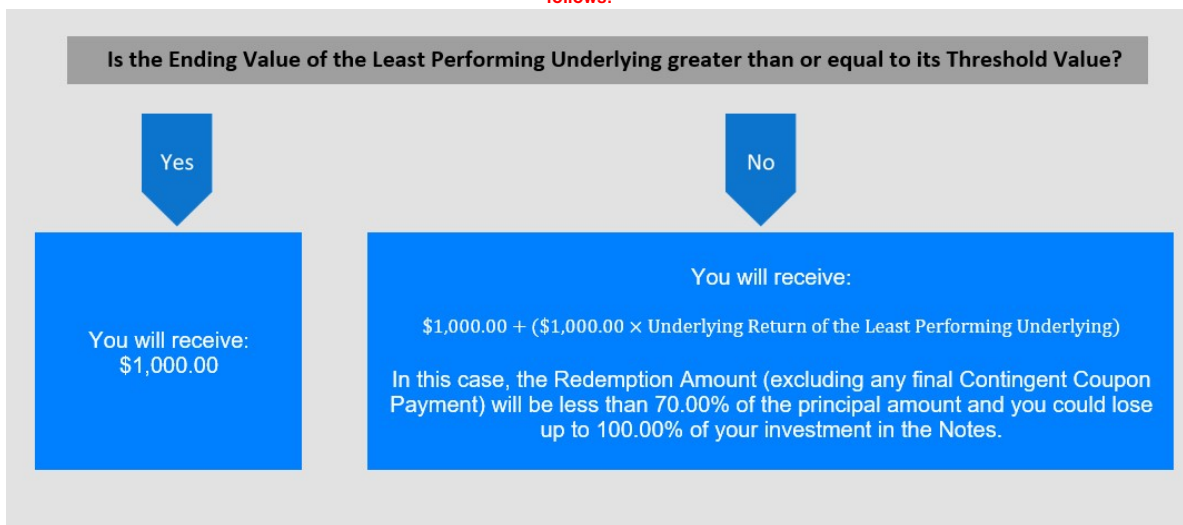 follows:
Is the Ending Value of the Least Performing Underlying greater than or equal to its Threshold Value?
Yes
No
You will receive:
$1,000.00
You will receive:
$1,000.00 + ($1,000.00 × Underlying Return of the Least Performing Underlying)
In this case, the Redemption Amount (excluding any final Contingent Coupon
Payment) will be less than 70.00% of the principal amount and you could lose
up to 100.00% of your investment in the Notes.